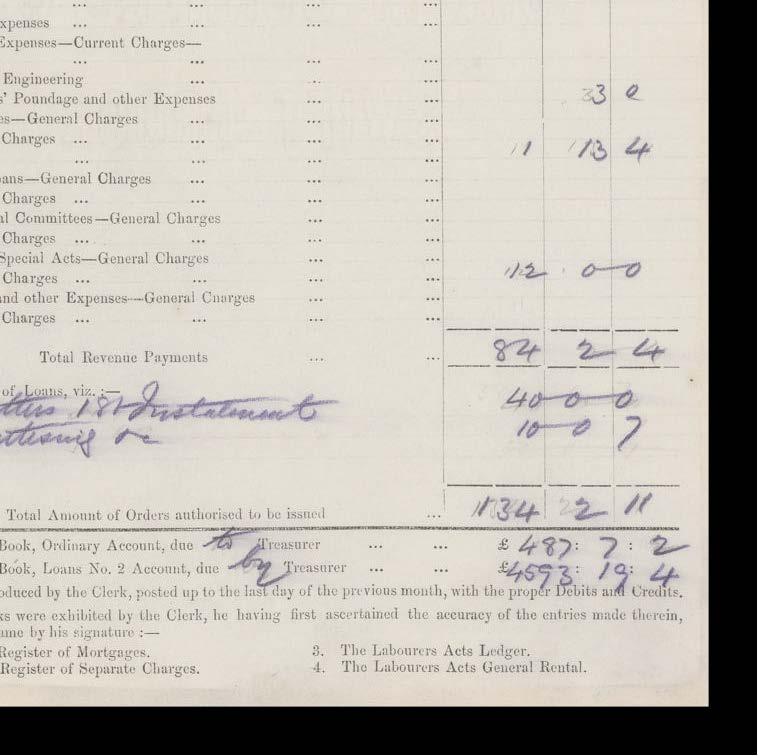 xpenses ... ... ...
Expenses—Current Charges—
... ... ... ...
Engineering ... ... ...
s' Poundage and other Expenses ... ... 3 0
es—General Charges ... ... ...
Charges ... ... ... ... 11 13 4
... ... ... ...
ans—General Charges ... ... ...
Charges ... ... ... ...
al Committees—General Charges ... ...
Charges ... ... ... ...
Special Acts—General Charges ... ...
Charges ... ... ... ... 12 0 0
and other Expenses—General Charges ... ...
Charges ... ... ... ...
Total Revenue Payments ... ... 84 2 4
of Loans, viz. :—
1st Instalment 40 0 0
10 0 7
Total Amount of Orders authorised to be issued ... 134 2 11
Book, Ordinary Account, due to Treasurer ... ... £ 487 : 7 : 2
Book, Loans No. 2 Account, due by Treasurer ... ... £4593 : 19 : 4
oduced by the Clerk, posted up to the last day of the previous month, with the proper Debits and Credits.
ks were exhibited by the Clerk, he having first ascertained the accuracy of the entries made therein,
ame by his signature :—
Register of Mortgages. 3. The Labourers Acts Ledger.
Register of Separate Charges. 4. The Labourers Acts General Rental.